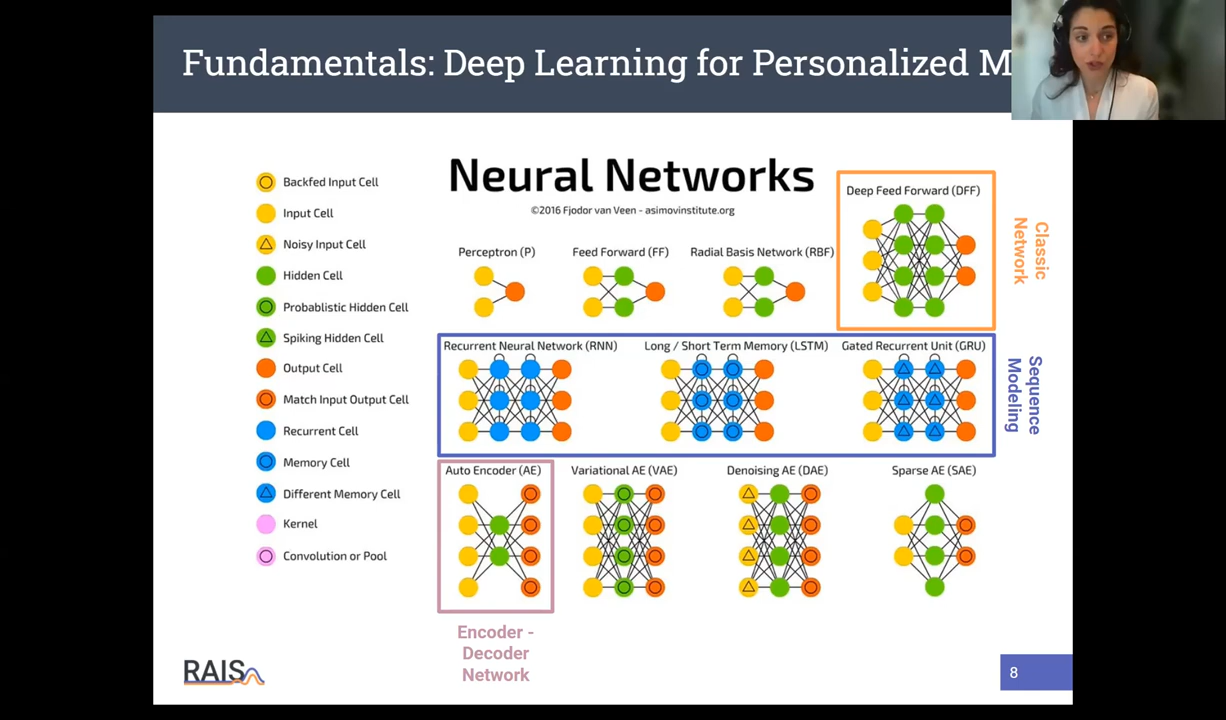 Fundamentals: Deep Learning for Personalized M
Neural Networks
©2016 Fjodor van Veen - asimovinstitute.org
Backfed Input Cell
Input Cell
Noisy Input Cell
Hidden Cell
Probablistic Hidden Cell
Spiking Hidden Cell
Output Cell
Match Input Output Cell
Recurrent Cell
Memory Cell
Different Memory Cell
Kernel
Convolution or Pool
Perceptron (P)
Feed Forward (FF)
Radial Basis Network (RBF)
Deep Feed Forward (DFF)
Classic
Network
Recurrent Neural Network (RNN)
Long / Short Term Memory (LSTM)
Gated Recurrent Unit (GRU)
Sequence
Modeling
Auto Encoder (AE)
Variational AE (VAE)
Denoising AE (DAE)
Sparse AE (SAE)
Encoder -
Decoder
Network
RAIS
8